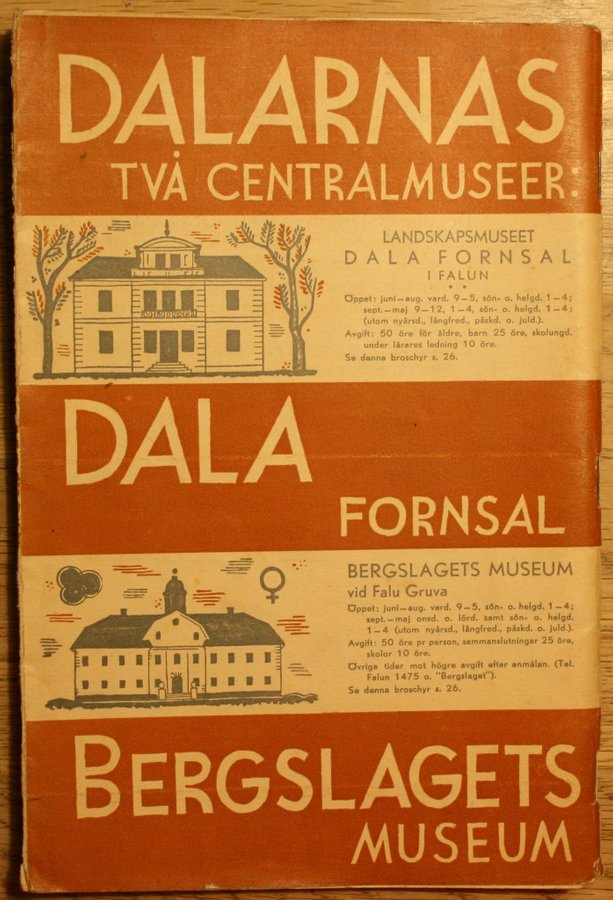 DALARNAS
TVÅ CENTRALMUSEER:
LANDSKAPSMUSEET
DALA FORNSAL
I FALUN
Öppet: juni–aug. vard. 9–5, sön- o. helgd. 1–4;
sept.–maj 9–12, 1–4, sön- o. helgd. 1–4;
(utom nyårsd., långfred., påskd. o. juld.).
Avgift: 50 öre för äldre, barn 25 öre, skolungd.
under lärares ledning 10 öre.
Se denna broschyr s. 26.
DALA
FORNSAL
BERGSLAGETS MUSEUM
vid Falu Gruva
Öppet: juni–aug. vard. 9–5, sön- o. helgd. 1–4;
sept.–maj onsd. o. lörd. samt sön- o. helgd.
1–4 (utom nyårsd., långfred., påskd. o. juld.).
Avgift: 50 öre pr person, sammanslutningar 25 öre,
skolor 10 öre.
Övriga tider mot högre avgift efter anmälan. (Tel.
Falun 1475 o. "Bergslaget").
Se denna broschyr s. 26.
BERGSLAGETS
MUSEUM